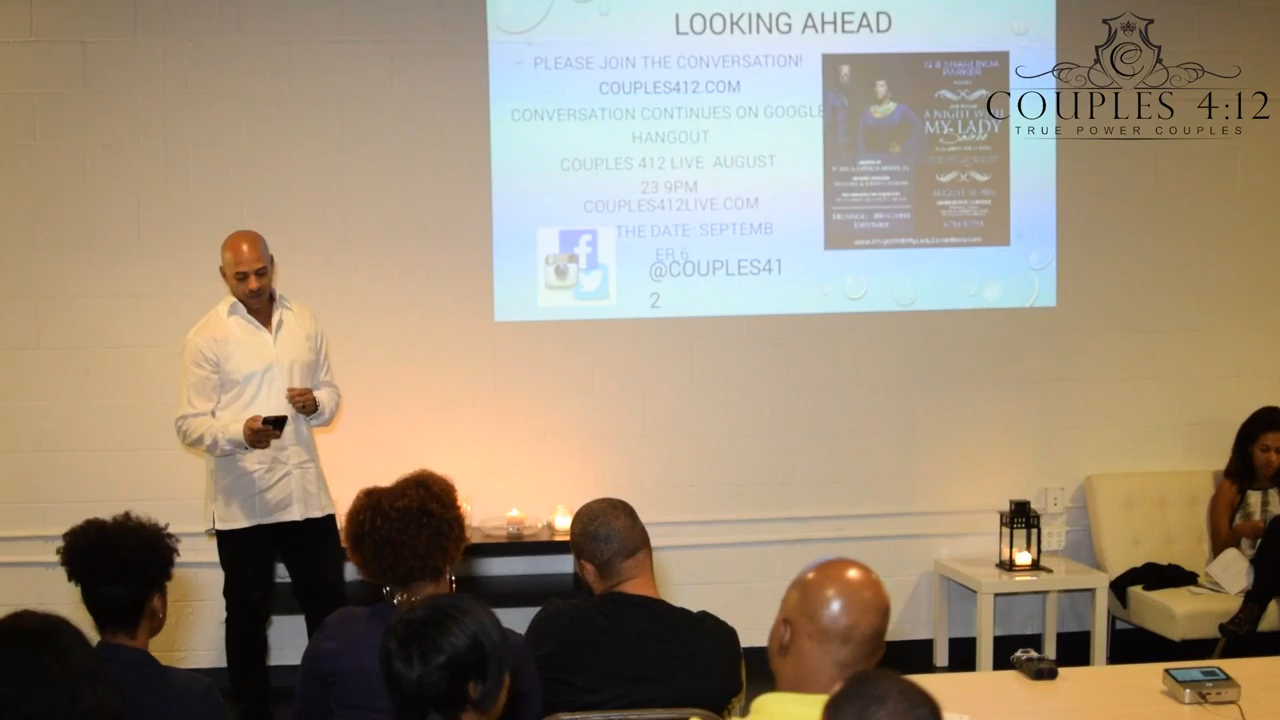 LOOKING AHEAD
PLEASE JOIN THE CONVERSATION!
COUPLES412.COM
CONVERSATION CONTINUES ON GOOGLE
HANGOUT
COUPLES 412 LIVE AUGUST
23 9PM
COUPLES412LIVE.COM
THE DATE: SEPTEMB
ER 6
@COUPLES41
2
PARKER
A NIGHT WITH
MY LADY
COUPLES 4:12
TRUE POWER COUPLES